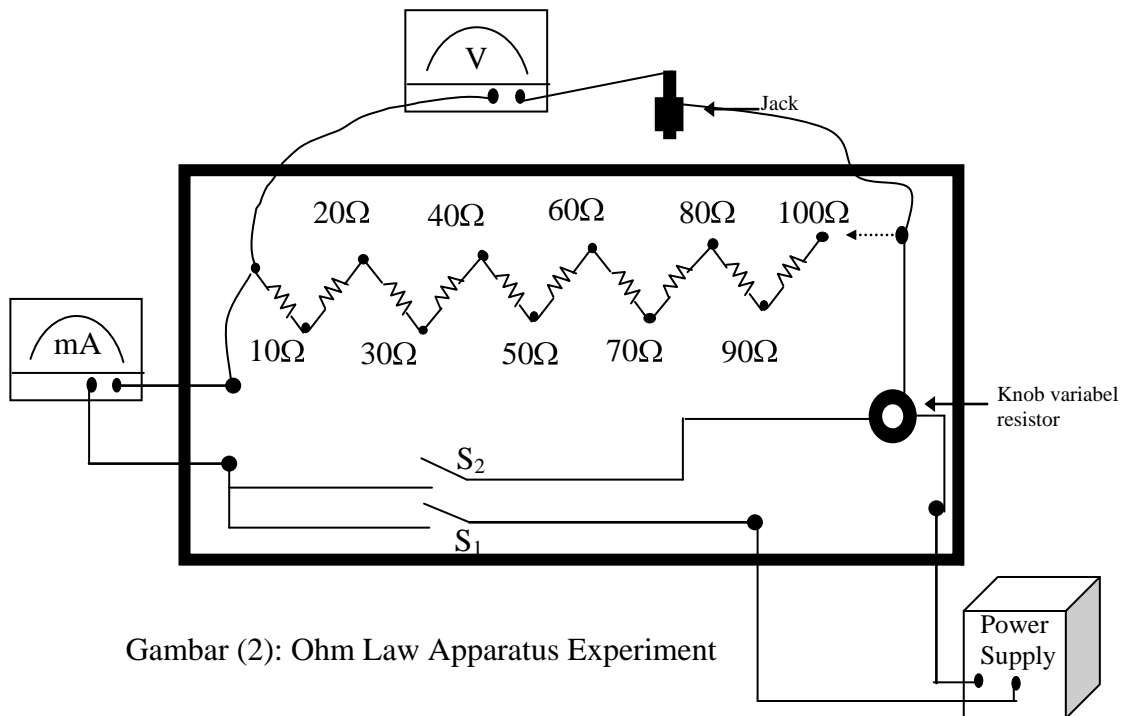 V
Jack
20Ω 40Ω 60Ω 80Ω 100Ω
mA
10Ω 30Ω 50Ω 70Ω 90Ω
Knob variabel
resistor
S₂
S₁
Power
Supply
Gambar (2): Ohm Law Apparatus Experiment